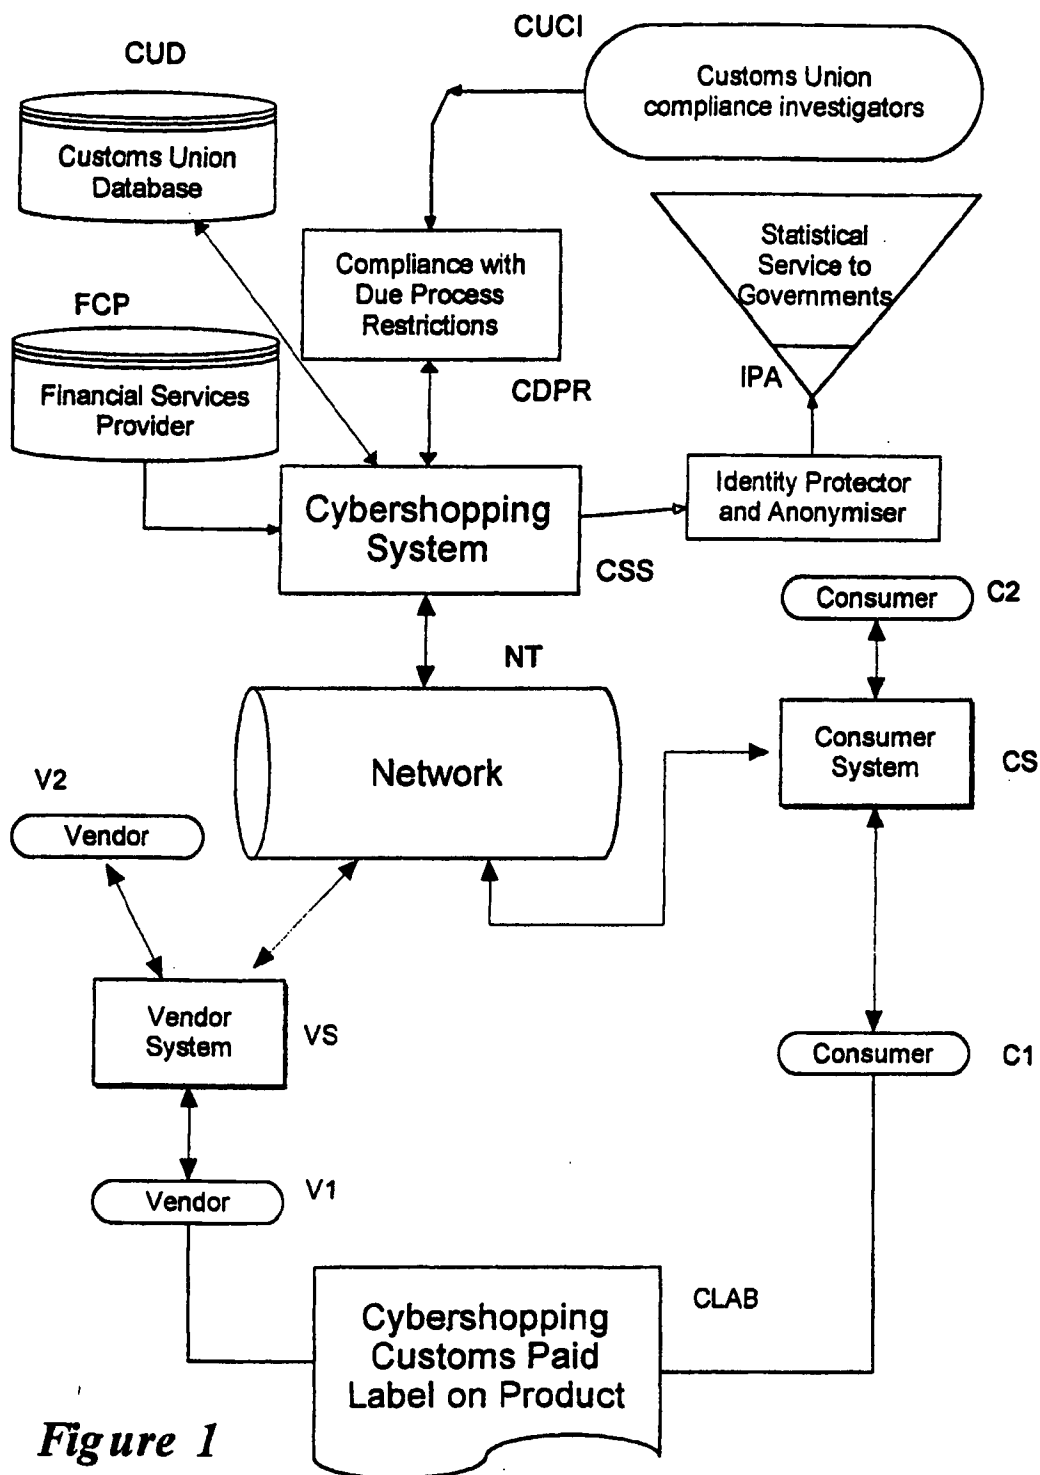 CUCI
CUD
Customs Union
compliance investigators
Customs Union
Database
Statistical
Service to
Governments
Compliance with
Due Process
Restrictions
FCP
IPA
CDPR
Financial Services
Provider
Identity Protector
and Anonymiser
Cybershopping
System
CSS
Consumer
C2
NT
Consumer
System
CS
Network
V2
Vendor
Vendor
System
VS
Consumer
C1
Vendor
V1
CLAB
Cybershopping
Customs Paid
Label on Product
Figure 1